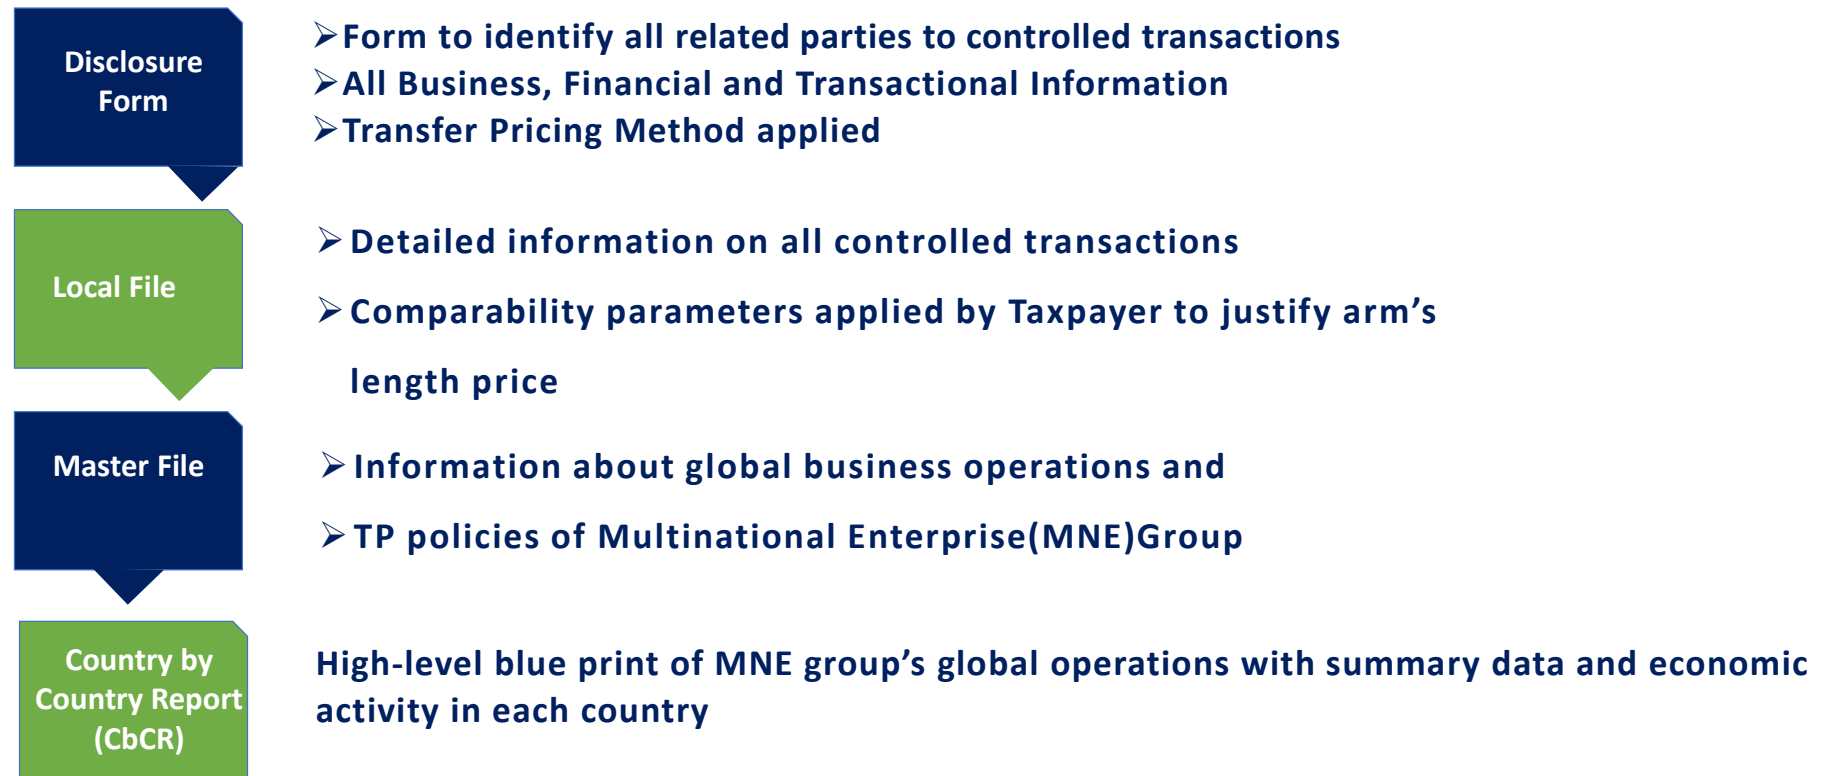 Disclosure
Form
➢Form to identify all related parties to controlled transactions
➢All Business, Financial and Transactional Information
➢Transfer Pricing Method applied
Local File
➢Detailed information on all controlled transactions
➢Comparability parameters applied by Taxpayer to justify arm’s
length price
Master File
➢Information about global business operations and
➢TP policies of Multinational Enterprise(MNE)Group
Country by
Country Report
(CbCR)
High-level blue print of MNE group’s global operations with summary data and economic
activity in each country